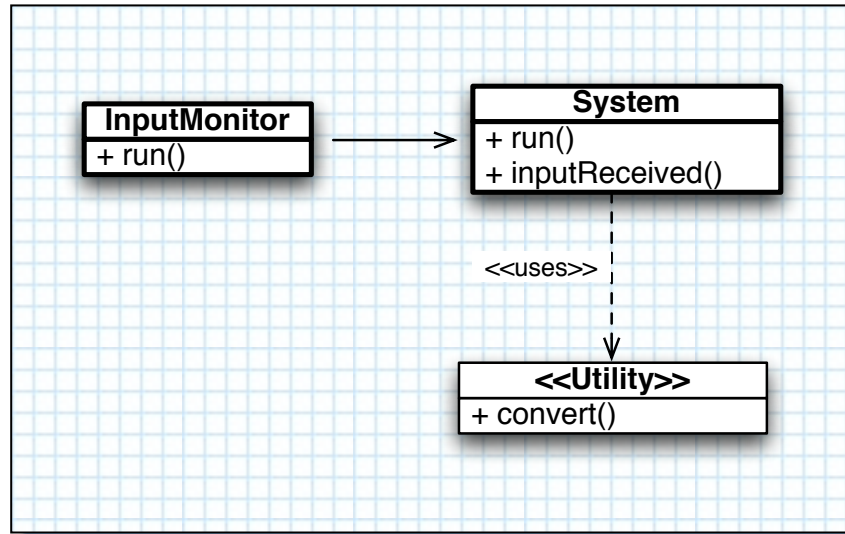 InputMonitor
+ run()
System
+ run()
+ inputReceived()
<<uses>>
<<Utility>>
+ convert()